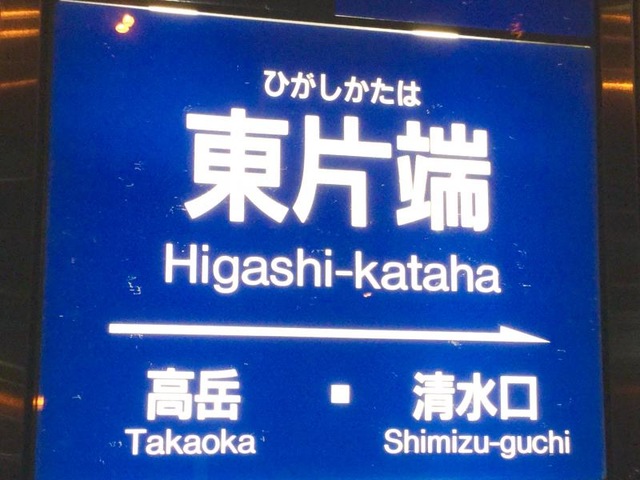 ひがしかたは
東片端
Higashi-kataha
高岳 清水口
Takaoka Shimizu-guchi